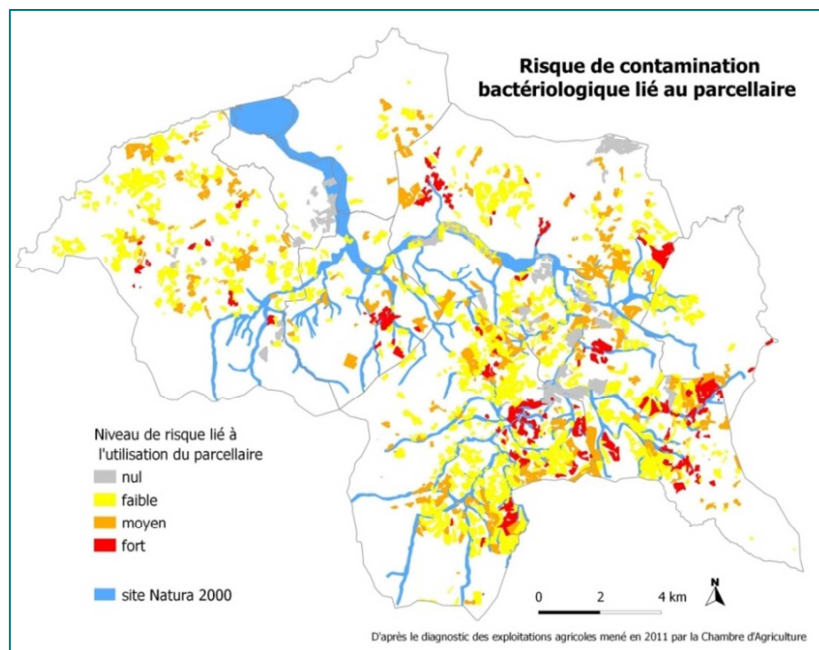 Risque de contamination
bactériologique lié au parcellaire
Niveau de risque lié à
l'utilisation du parcellaire
nul
faible
moyen
fort
site Natura 2000
0 2 4 km
N
D'après le diagnostic des exploitations agricoles mené en 2011 par la Chambre d'Agriculture